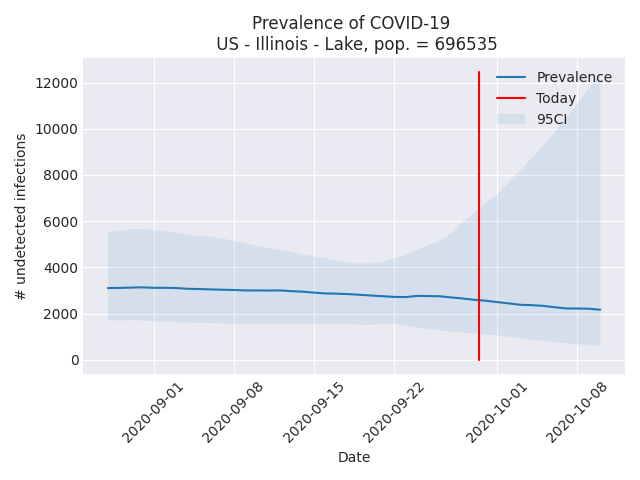 Prevalence of COVID-19
US - Illinois - Lake, pop. = 696535
12000
10000
8000
6000
4000
2000
0
# undetected infections
Prevalence
Today
95CI
2020-09-01
2020-09-08
2020-09-15
2020-09-22
2020-10-01
2020-10-08
Date